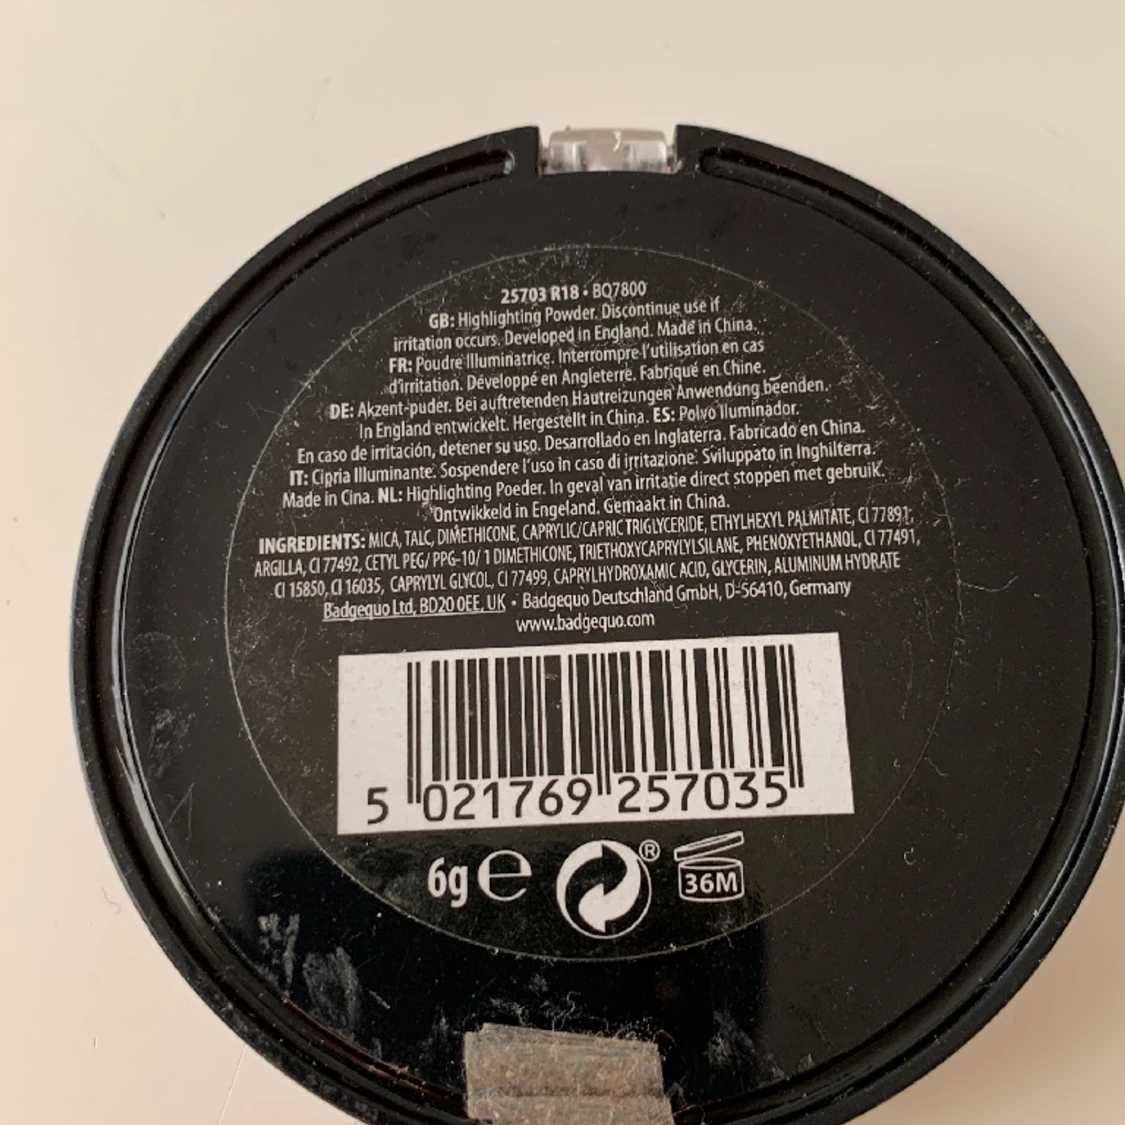 25703 R18 • BQ7800
GB: Highlighting Powder. Discontinue use if
irritation occurs. Developed in England. Made in China.
FR: Poudre Illuminatrice. Interrompre l'utilisation en cas
d'irritation. Développé en Angleterre. Fabriqué en Chine.
DE: Akzent-puder. Bei auftretenden Hautreizungen Anwendung beenden.
In England entwickelt. Hergestellt in China. ES: Polvo Iluminador.
En caso de irritación, detener su uso. Desarrollado en Inglaterra. Fabricado en China.
IT: Cipria Illuminante. Sospendere l'uso in caso di irritazione. Sviluppato in Inghilterra.
Made in Cina. NL: Highlighting Poeder. In geval van irritatie direct stoppen met gebruik.
Ontwikkeld in Engeland. Gemaakt in China.
INGREDIENTS: MICA, TALC, DIMETHICONE, CAPRYLIC/CAPRIC TRIGLYCERIDE, ETHYLHEXYL PALMITATE, CI 77891,
ARGILLA, CI 77492, CETYL PEG/ PPG-10/ 1 DIMETHICONE, TRIETHOXYCAPRYLYLSILANE, PHENOXYETHANOL, CI 77491,
CI 15850, CI 16035, CAPRYLYL GLYCOL, CI 77499, CAPRYLHYDROXAMIC ACID, GLYCERIN, ALUMINUM HYDRATE
Badgequo Ltd, BD20 0EE, UK • Badgequo Deutschland GmbH, D-56410, Germany
www.badgequo.com
5 021769 257035
6g e ® 36M